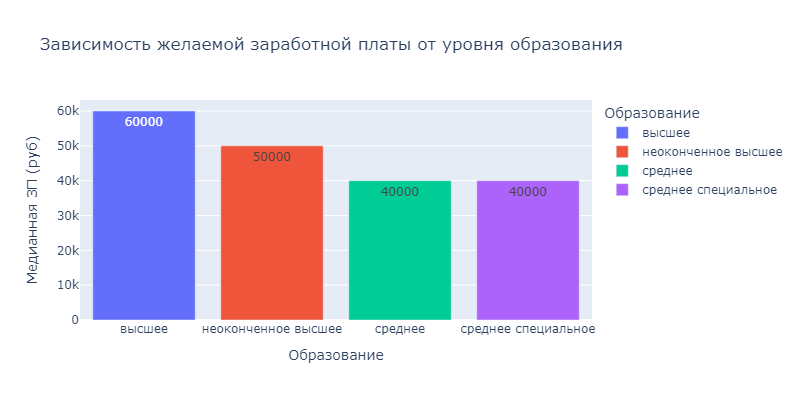 Зависимость желаемой заработной платы от уровня образования
Медианная ЗП (руб)
60k
50k
40k
30k
20k
10k
0
60000
50000
40000
40000
высшее
неоконченное высшее
среднее
среднее специальное
Образование
Образование
высшее
неоконченное высшее
среднее
среднее специальное